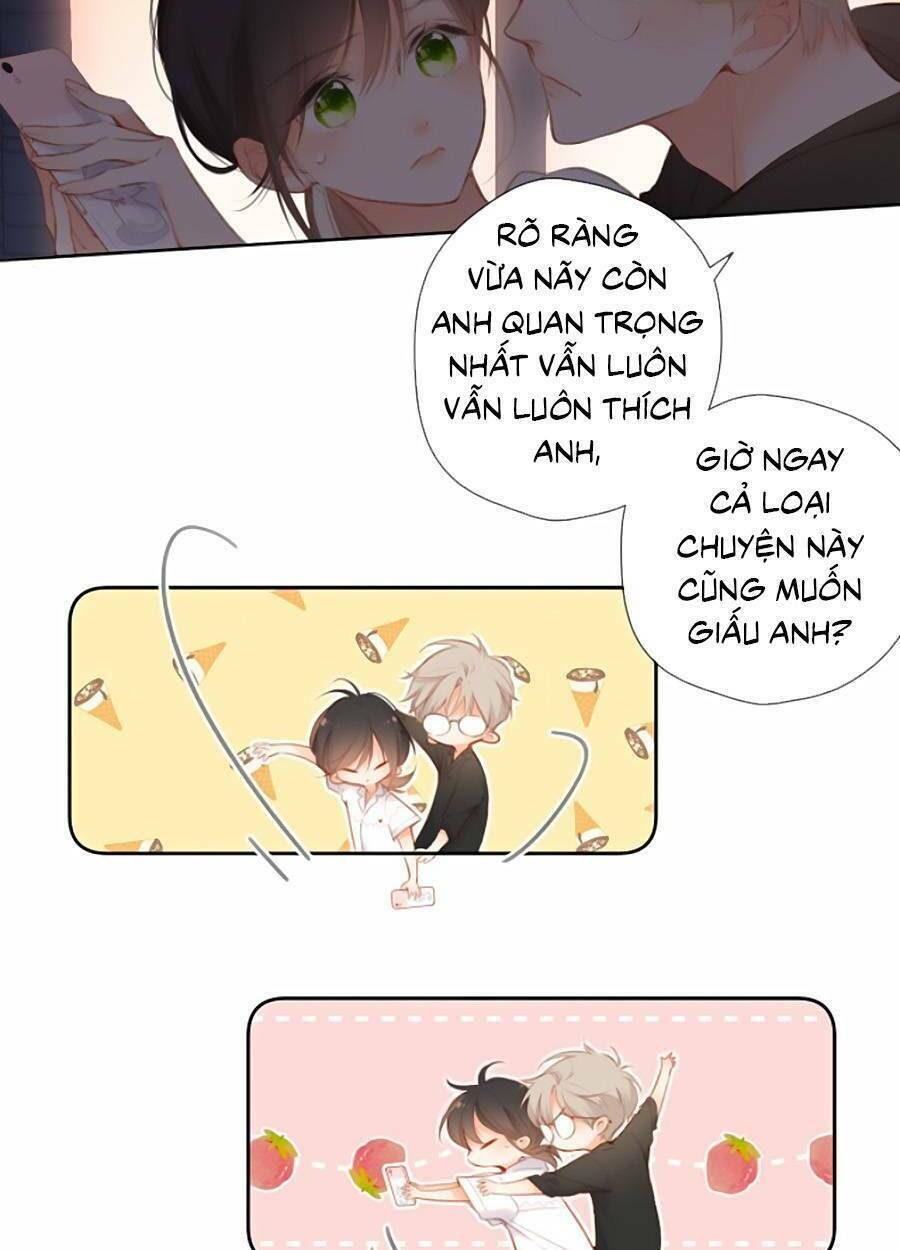 RÕ RÀNG
VỪA NÃY CÒN
ANH QUAN TRỌNG
NHẤT VẪN LUÔN
VẪN LUÔN THÍCH
ANH,
GIỜ NGAY
CẢ LOẠI
CHUYỆN NÀY
CŨNG MUỐN
GIẤU ANH?